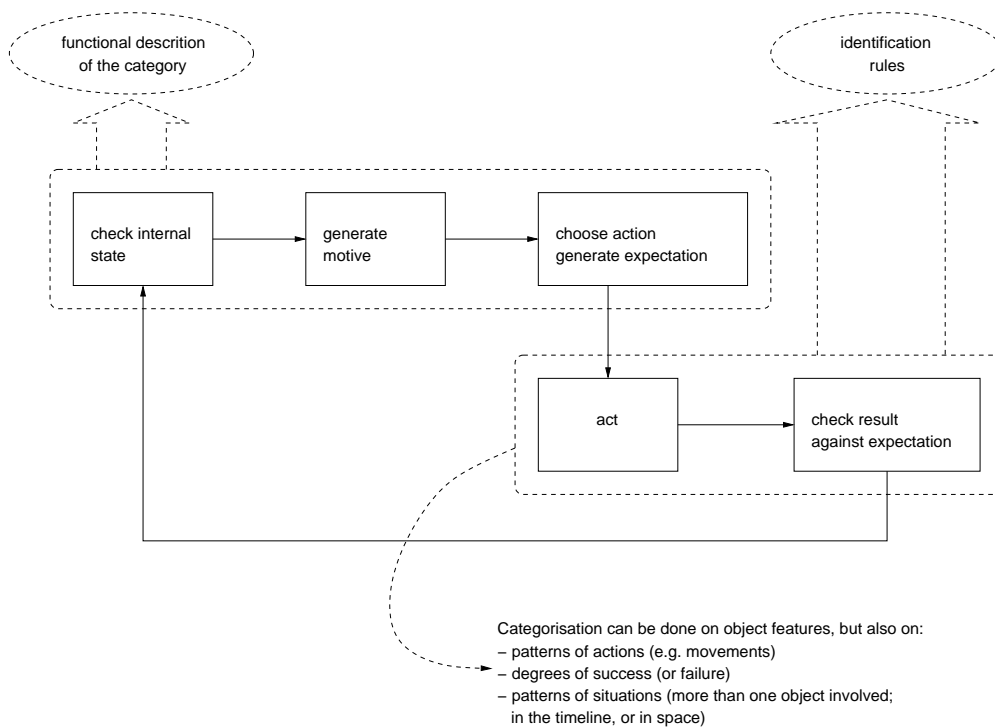 functional descrition
of the category
identification
rules
check internal
state
generate
motive
choose action
generate expectation
act
check result
against expectation
Categorisation can be done on object features, but also on:
– patterns of actions (e.g. movements)
– degrees of success (or failure)
– patterns of situations (more than one object involved;
in the timeline, or in space)